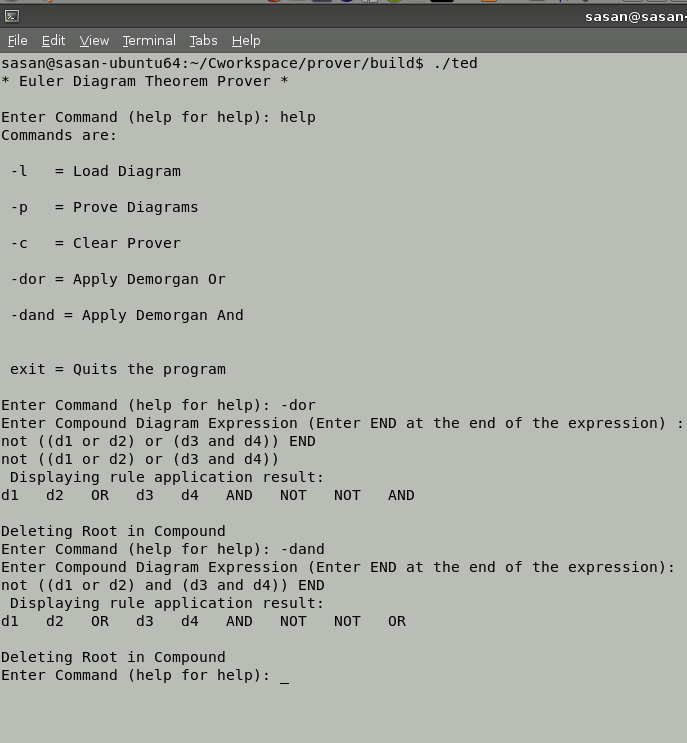 sasan@sasan-
File Edit View Terminal Tabs Help
sasan@sasan-ubuntu64:~/Cworkspace/prover/build$ ./ted
* Euler Diagram Theorem Prover *
Enter Command (help for help): help
Commands are:
-l = Load Diagram
-p = Prove Diagrams
-c = Clear Prover
-dor = Apply Demorgan Or
-dand = Apply Demorgan And
exit = Quits the program
Enter Command (help for help): -dor
Enter Compound Diagram Expression (Enter END at the end of the expression) :
not ((d1 or d2) or (d3 and d4)) END
not ((d1 or d2) or (d3 and d4))
Displaying rule application result:
d1 d2 OR d3 d4 AND NOT NOT AND
Deleting Root in Compound
Enter Command (help for help): -dand
Enter Compound Diagram Expression (Enter END at the end of the expression):
not ((d1 or d2) and (d3 and d4)) END
Displaying rule application result:
d1 d2 OR d3 d4 AND NOT NOT OR
Deleting Root in Compound
Enter Command (help for help): _